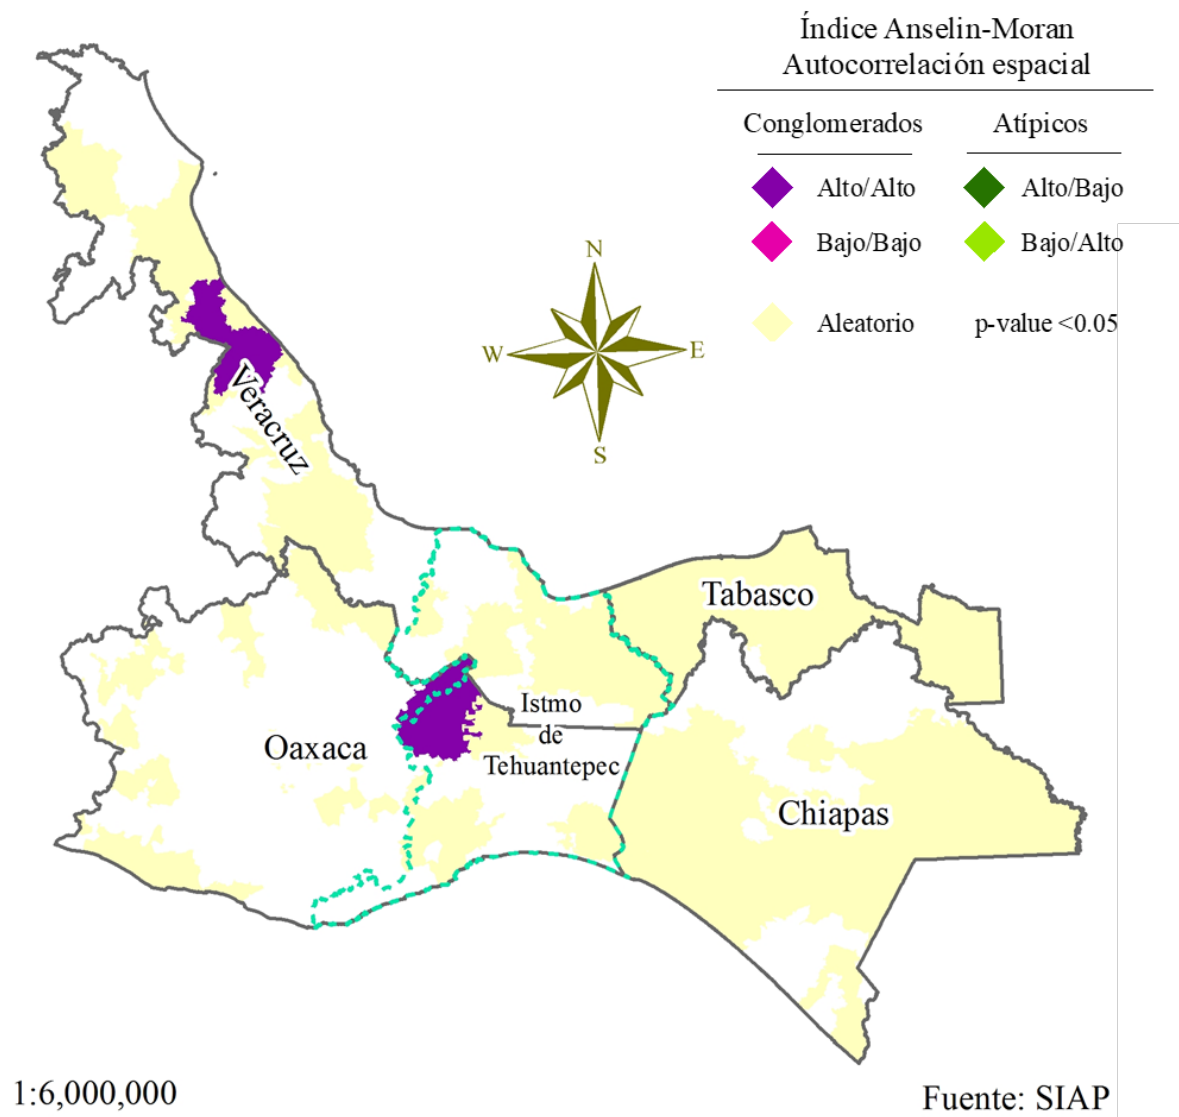 Índice Anselin-Moran
Autocorrelación espacial
Conglomerados
Atípicos
Alto/Alto
Alto/Bajo
Bajo/Bajo
Bajo/Alto
Aleatorio
p-value <0.05
N
W
E
S
Veracruz
Tabasco
Istmo
de
Tehuantepec
Oaxaca
Chiapas
1:6,000,000
Fuente: SIAP